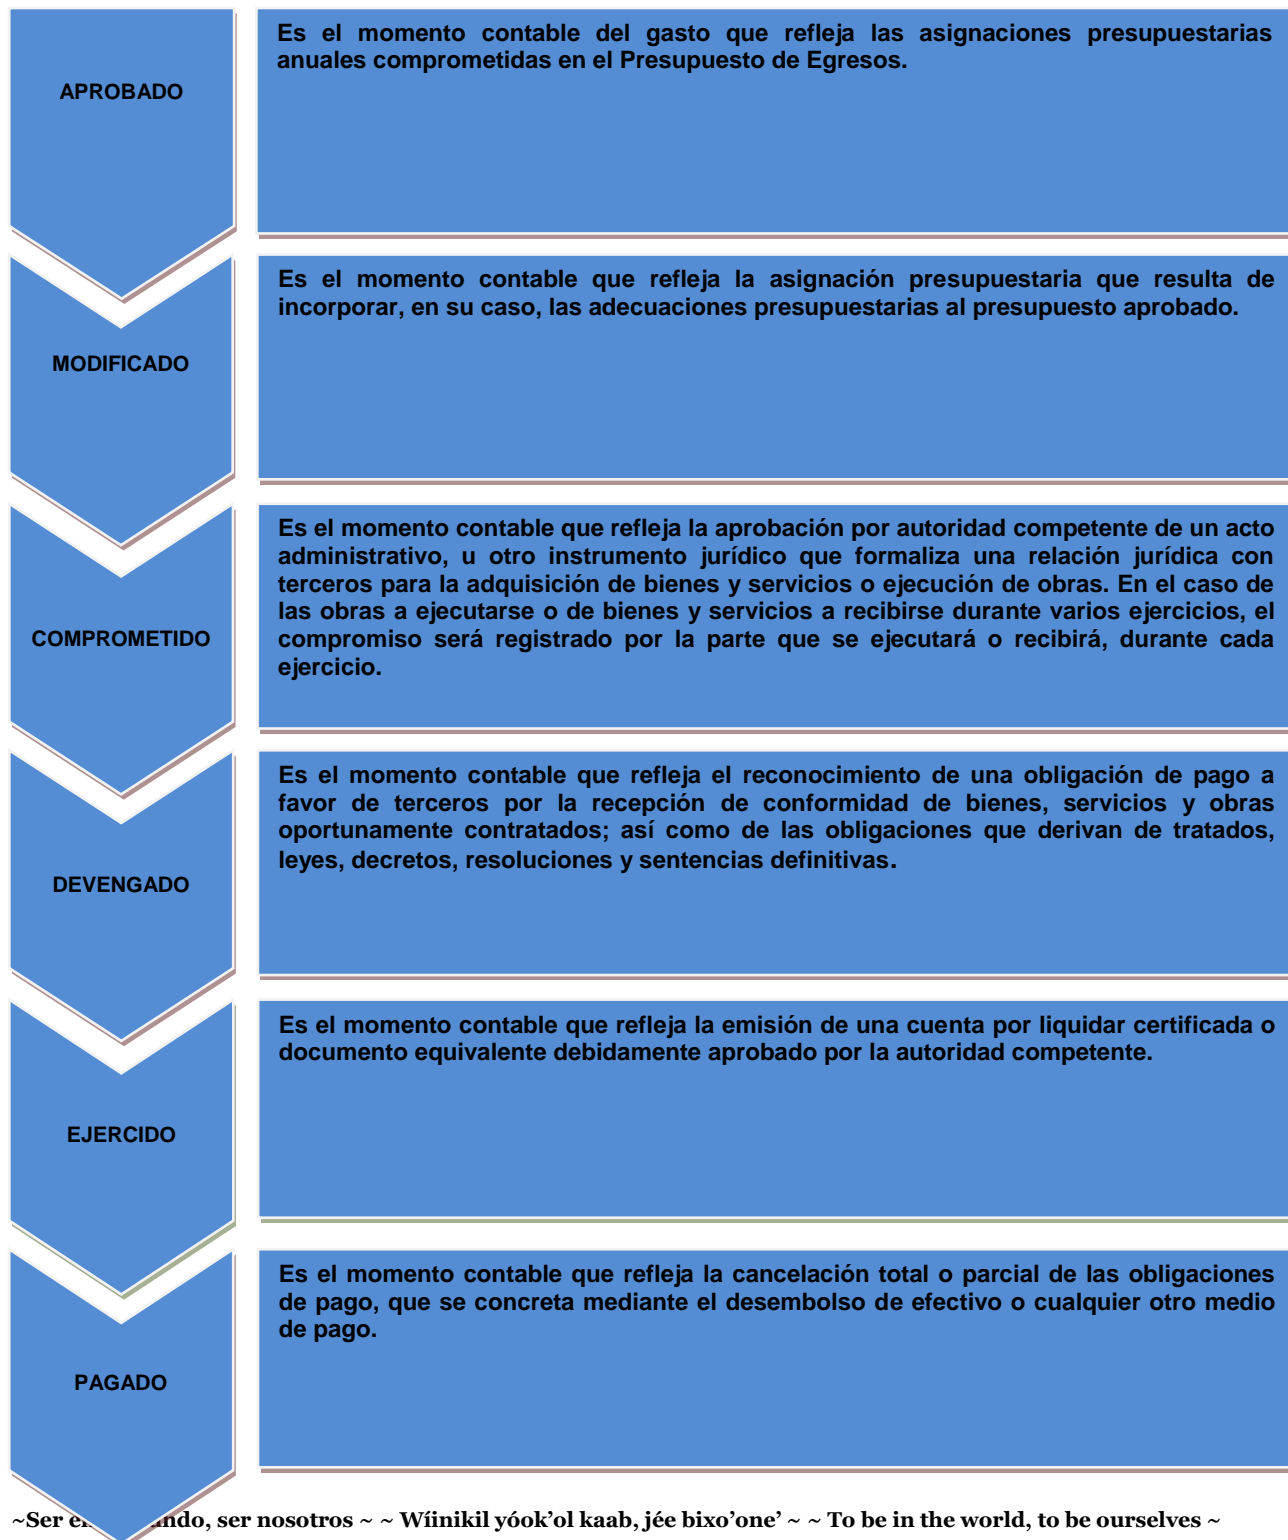 APROBADO
Es el momento contable del gasto que refleja las asignaciones presupuestarias
anuales comprometidas en el Presupuesto de Egresos.
MODIFICADO
Es el momento contable que refleja la asignación presupuestaria que resulta de
incorporar, en su caso, las adecuaciones presupuestarias al presupuesto aprobado.
COMPROMETIDO
Es el momento contable que refleja la aprobación por autoridad competente de un acto
administrativo, u otro instrumento jurídico que formaliza una relación jurídica con
terceros para la adquisición de bienes y servicios o ejecución de obras. En el caso de
las obras a ejecutarse o de bienes y servicios a recibirse durante varios ejercicios, el
compromiso será registrado por la parte que se ejecutará o recibirá, durante cada
ejercicio.
DEVENGADO
Es el momento contable que refleja el reconocimiento de una obligación de pago a
favor de terceros por la recepción de conformidad de bienes, servicios y obras
oportunamente contratados; así como de las obligaciones que derivan de tratados,
leyes, decretos, resoluciones y sentencias definitivas.
EJERCIDO
Es el momento contable que refleja la emisión de una cuenta por liquidar certificada o
documento equivalente debidamente aprobado por la autoridad competente.
PAGADO
Es el momento contable que refleja la cancelación total o parcial de las obligaciones
de pago, que se concreta mediante el desembolso de efectivo o cualquier otro medio
de pago.
~Ser ser nosotros ~ ~ Wíinikil yóok’ol kaab, jée bixo’one’ ~ ~ To be in the world, to be ourselves ~